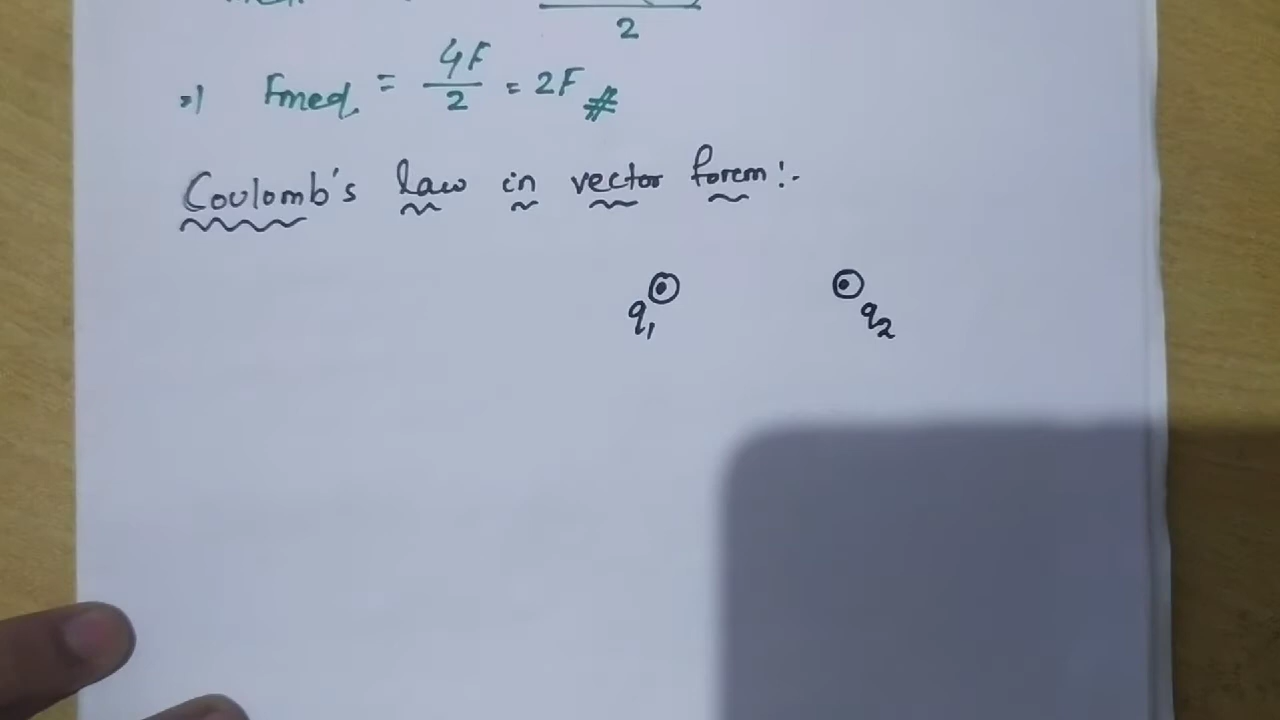 2
⇒ Fmed = 4F/2 = 2F #
Coulomb's law in vector form :-
q₁ q₂